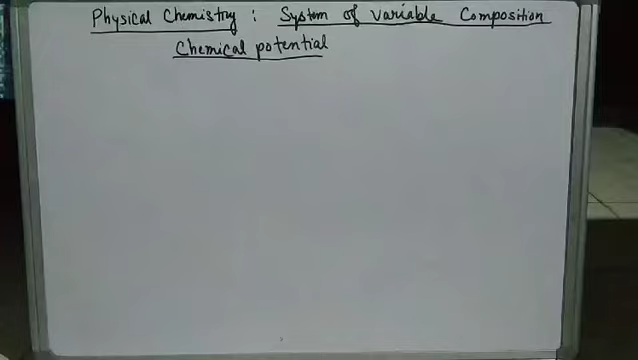 Physical Chemistry : System of Variable Composition
Chemical potential